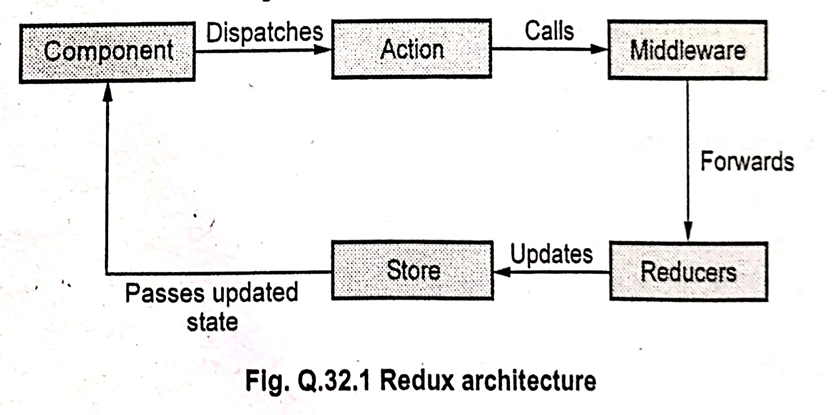 Component
Dispatches
Action
Calls
Middleware
Forwards
Reducers
Updates
Store
Passes updated
state
Fig. Q.32.1 Redux architecture